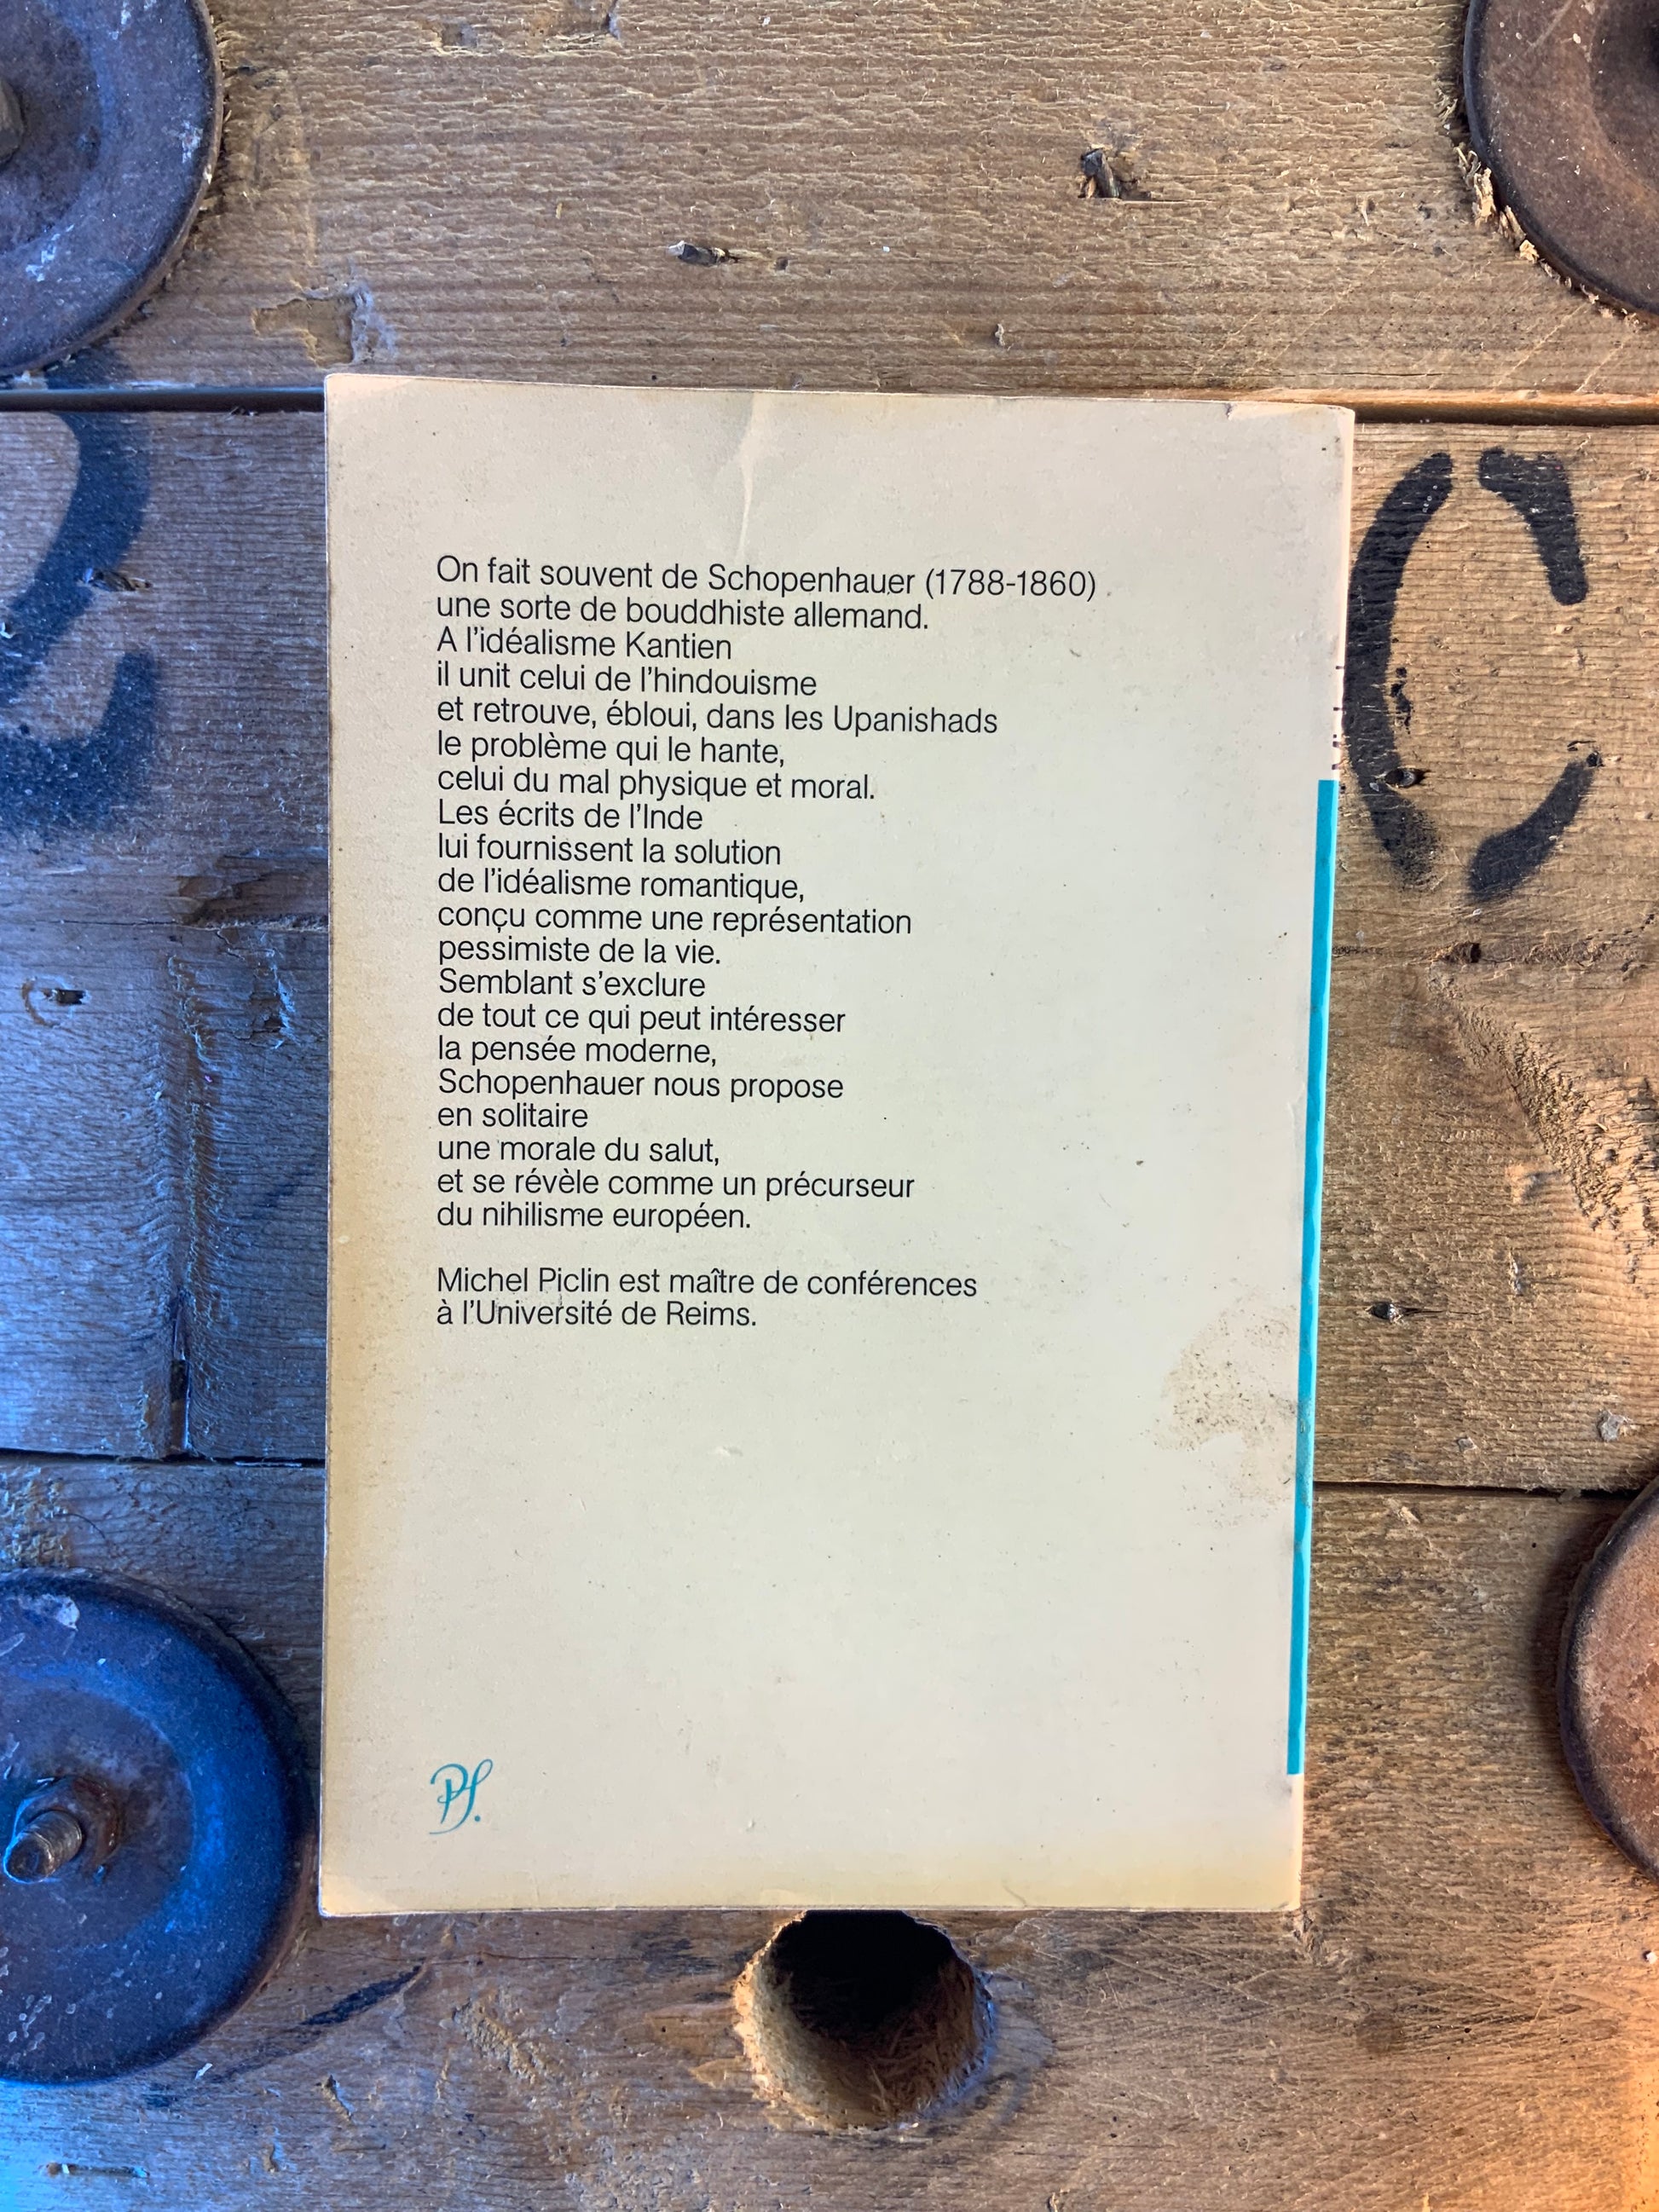 On fait souvent de Schopenhauer (1788-1860)
une sorte de bouddhiste allemand.
A l'idéalisme Kantien
il unit celui de l'hindouisme
et retrouve, ébloui, dans les Upanishads
le problème qui le hante,
celui du mal physique et moral.
Les écrits de l'Inde
lui fournissent la solution
de l'idéalisme romantique,
conçu comme une représentation
pessimiste de la vie.
Semblant s'exclure
de tout ce qui peut intéresser
la pensée moderne,
Schopenhauer nous propose
en solitaire
une morale du salut,
et se révèle comme un précurseur
du nihilisme européen.
Michel Piclin est maître de conférences
à l'Université de Reims.
C